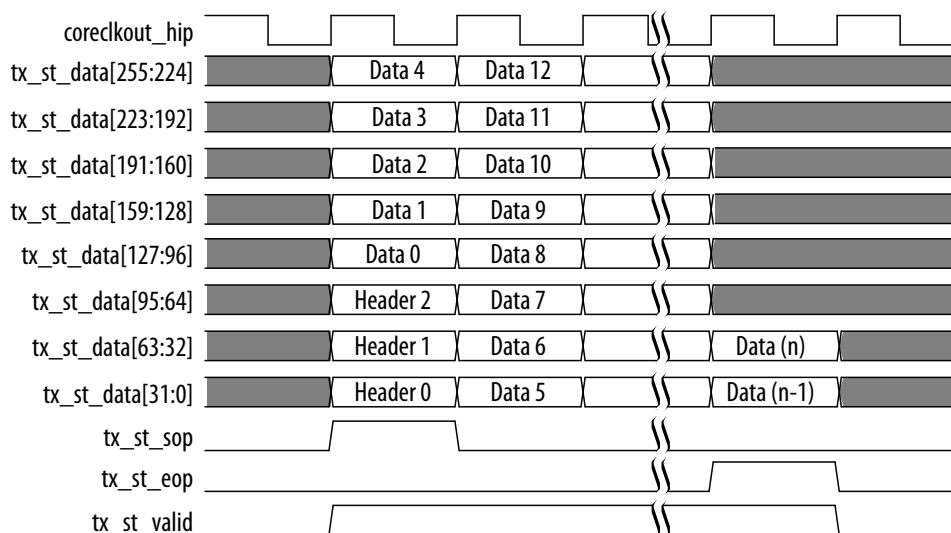 coreclkout_hip
tx_st_data[255:224] Data 4 Data 12
tx_st_data[223:192] Data 3 Data 11
tx_st_data[191:160] Data 2 Data 10
tx_st_data[159:128] Data 1 Data 9
tx_st_data[127:96] Data 0 Data 8
tx_st_data[95:64] Header 2 Data 7
tx_st_data[63:32] Header 1 Data 6 Data (n)
tx_st_data[31:0] Header 0 Data 5 Data (n-1)
tx_st_sop
tx_st_eop
tx_st_valid